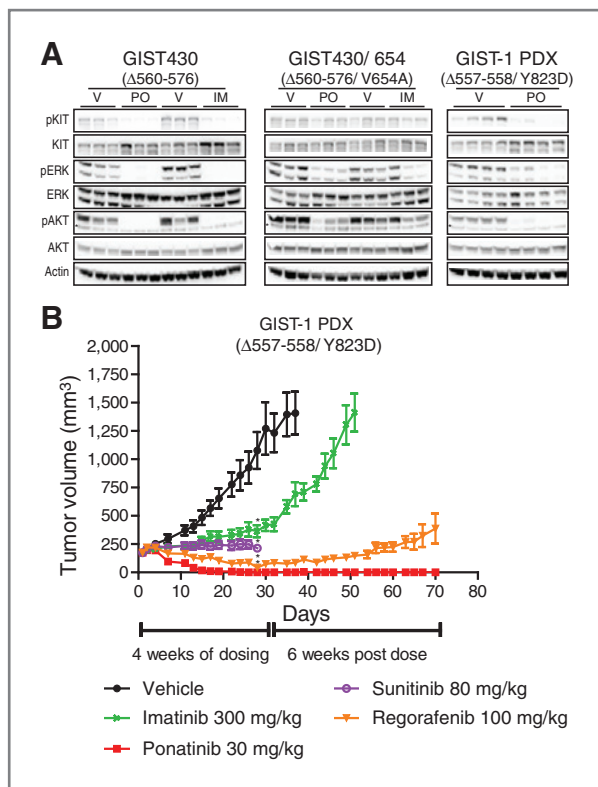 A
GIST430 GIST430/ 654 GIST-1 PDX
(Δ560-576) (Δ560-576/ V654A) (Δ557-558/ Y823D)
V PO V IM V PO V IM V PO
pKIT
KIT
pERK
ERK
pAKT
AKT
Actin
B
GIST-1 PDX
(Δ557-558/ Y823D)
2,000
1,750
1,500
1,250
1,000
750
500
250
0
Tumor volume (mm³)
0 10 20 30 40 50 60 70 80
Days
4 weeks of dosing 6 weeks post dose
Vehicle Sunitinib 80 mg/kg
Imatinib 300 mg/kg Regorafenib 100 mg/kg
Ponatinib 30 mg/kg